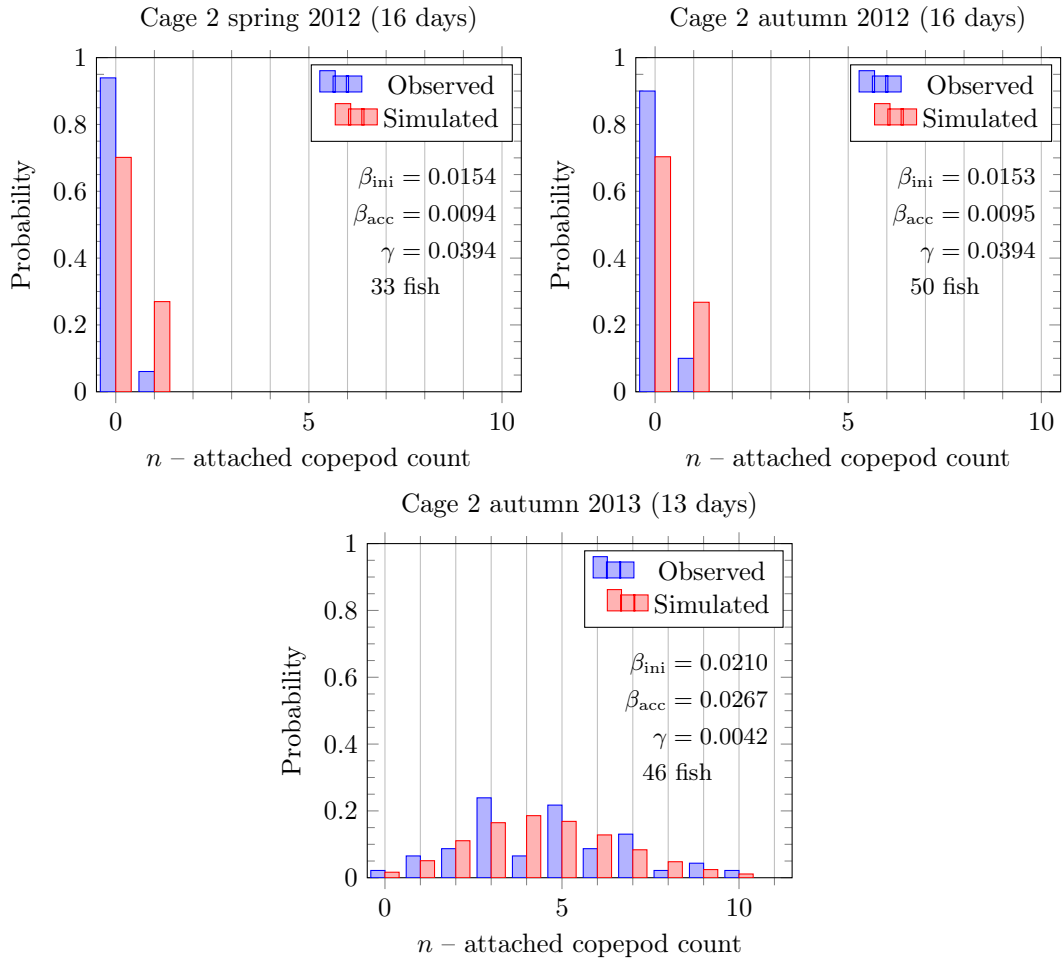 Cage 2 spring 2012 (16 days)
1
0.8
0.6
0.4
0.2
0
Probability
Observed
Simulated
βini = 0.0154
βacc = 0.0094
γ = 0.0394
33 fish
0 5 10
n – attached copepod count
Cage 2 autumn 2012 (16 days)
1
0.8
0.6
0.4
0.2
0
Probability
Observed
Simulated
βini = 0.0153
βacc = 0.0095
γ = 0.0394
50 fish
0 5 10
n – attached copepod count
Cage 2 autumn 2013 (13 days)
1
0.8
0.6
0.4
0.2
0
Probability
Observed
Simulated
βini = 0.0210
βacc = 0.0267
γ = 0.0042
46 fish
0 5 10
n – attached copepod count